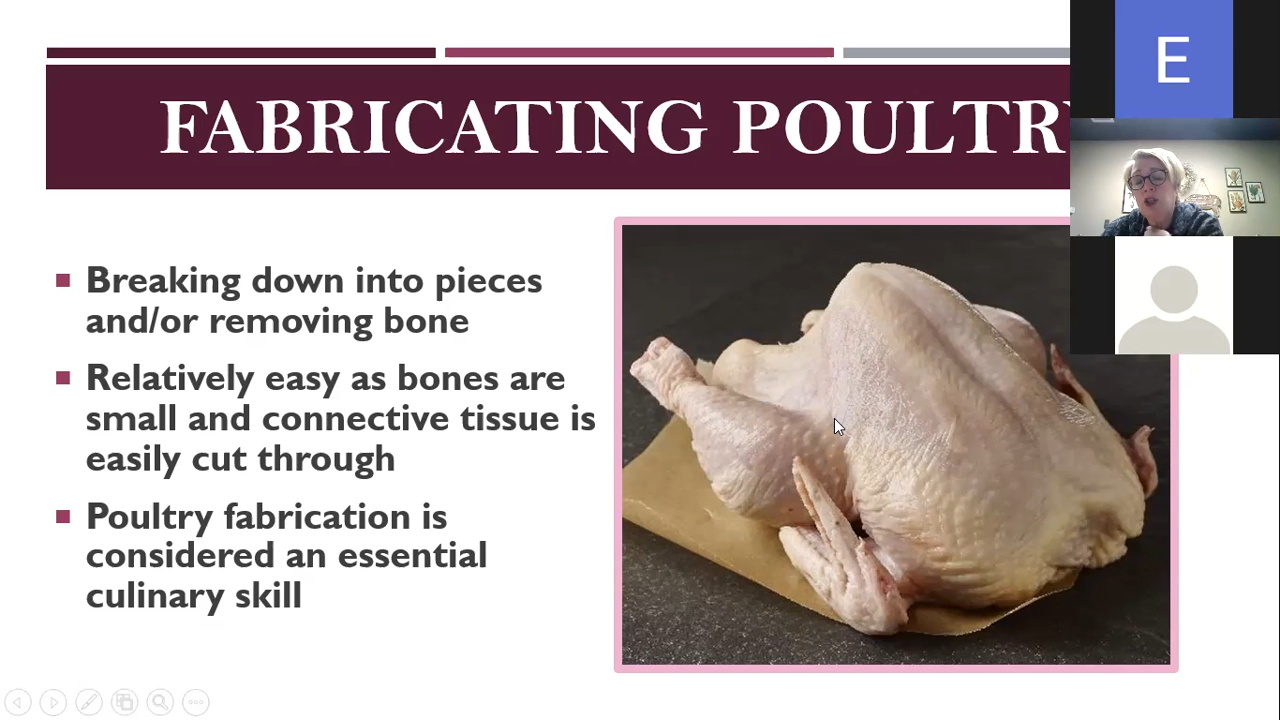 FABRICATING POULTRY
E
Breaking down into pieces
and/or removing bone
Relatively easy as bones are
small and connective tissue is
easily cut through
Poultry fabrication is
considered an essential
culinary skill